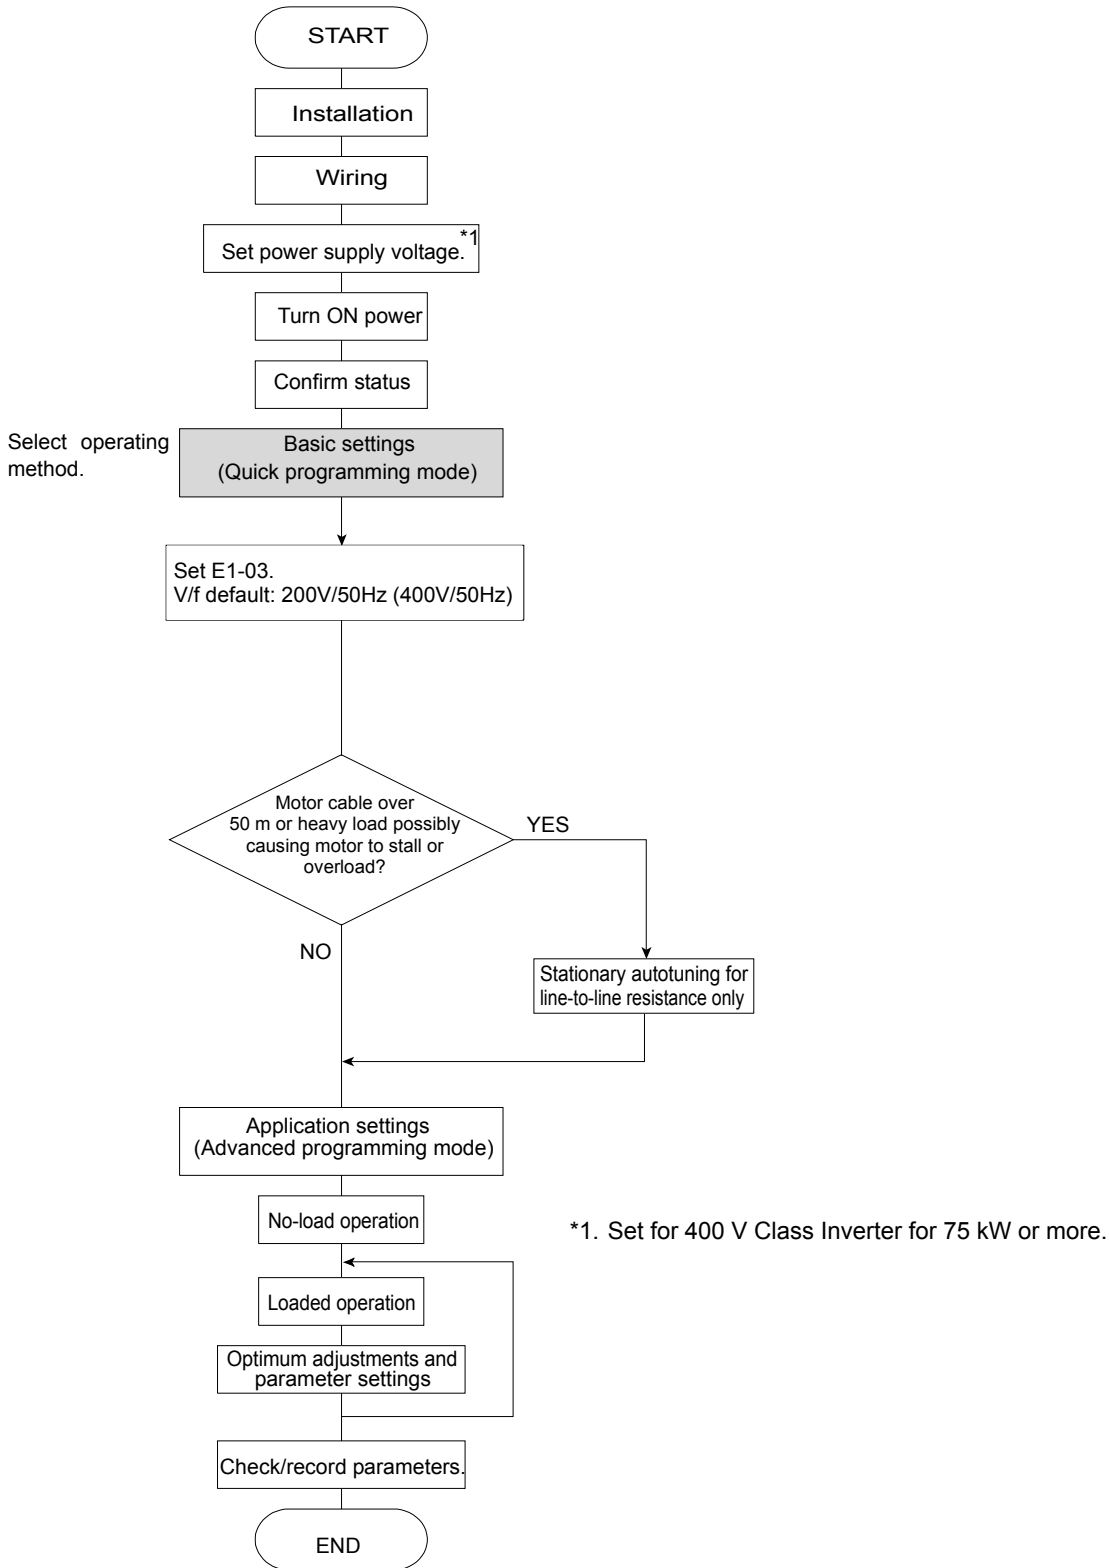 START
Installation
Wiring
Set power supply voltage.*1
Turn ON power
Confirm status
Select operating
method.
Basic settings
(Quick programming mode)
Set E1-03.
V/f default: 200V/50Hz (400V/50Hz)
Motor cable over
50 m or heavy load possibly
causing motor to stall or
overload?
YES
NO
Stationary autotuning for
line-to-line resistance only
Application settings
(Advanced programming mode)
No-load operation
*1. Set for 400 V Class Inverter for 75 kW or more.
Loaded operation
Optimum adjustments and
parameter settings
Check/record parameters.
END